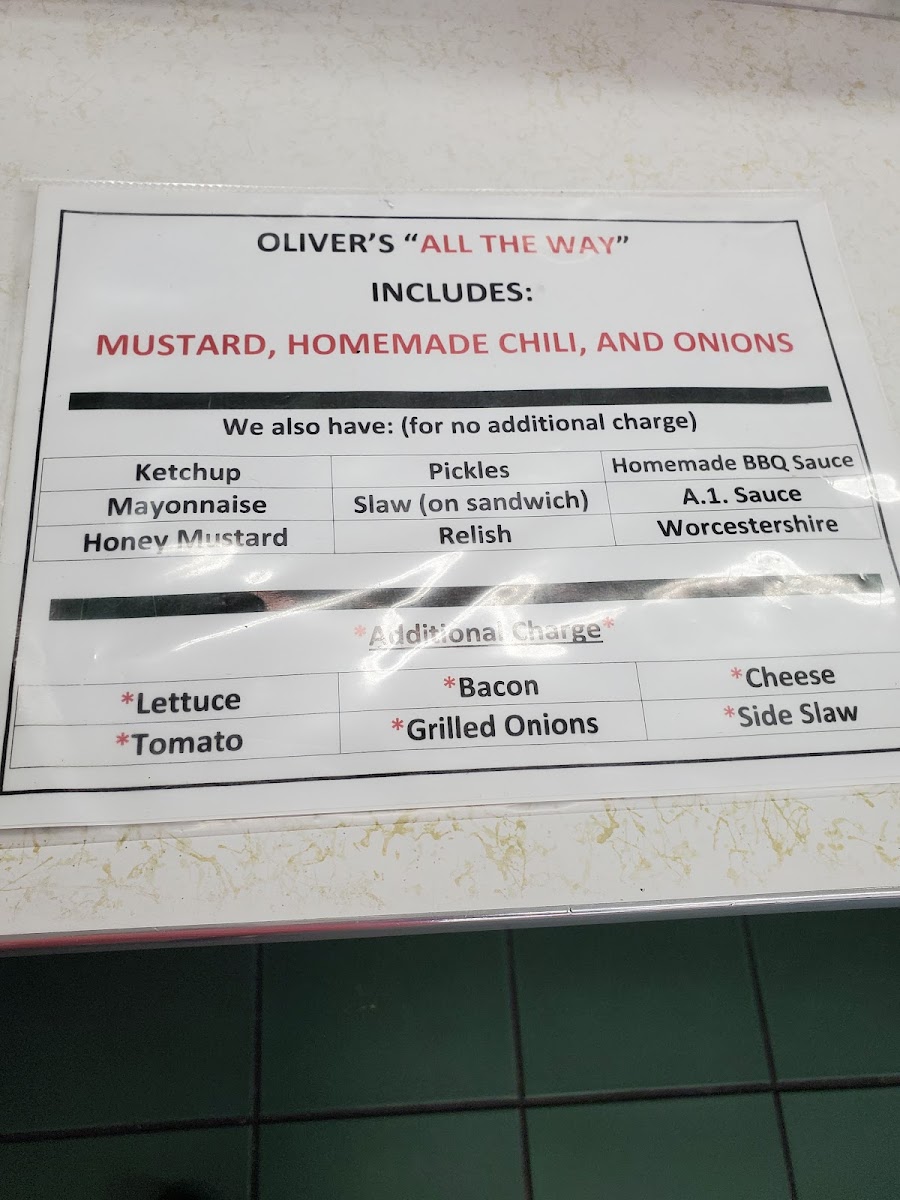 OLIVER'S “ALL THE WAY”
INCLUDES:
MUSTARD, HOMEMADE CHILI, AND ONIONS
We also have: (for no additional charge)
Ketchup Pickles Homemade BBQ Sauce
Mayonnaise Slaw (on sandwich) A.1. Sauce
Honey Mustard Relish Worcestershire
*Additional Charge*
*Lettuce *Bacon *Cheese
*Tomato *Grilled Onions *Side Slaw